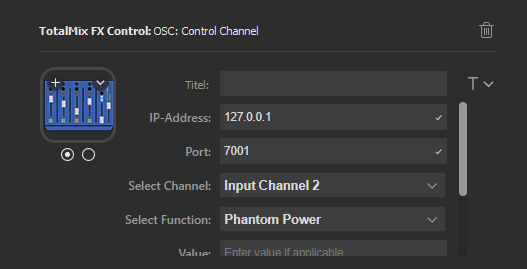 TotalMix FX Control: OSC: Control Channel
Titel:
T
IP-Address: 127.0.0.1
Port: 7001
Select Channel: Input Channel 2
Select Function: Phantom Power
Value: Enter value if applicable